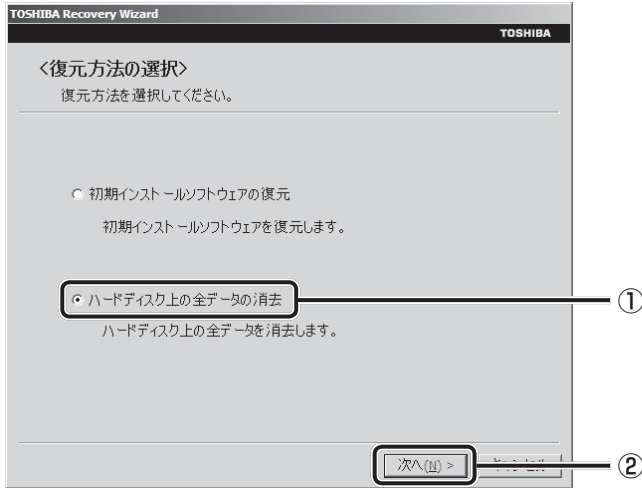 TOSHIBA Recovery Wizard
TOSHIBA
<復元方法の選択>
復元方法を選択してください。
初期インストールソフトウェアの復元
初期インストールソフトウェアを復元します。
ハードディスク上の全データの消去
①
ハードディスク上の全データを消去します。
次へ(N) >
②